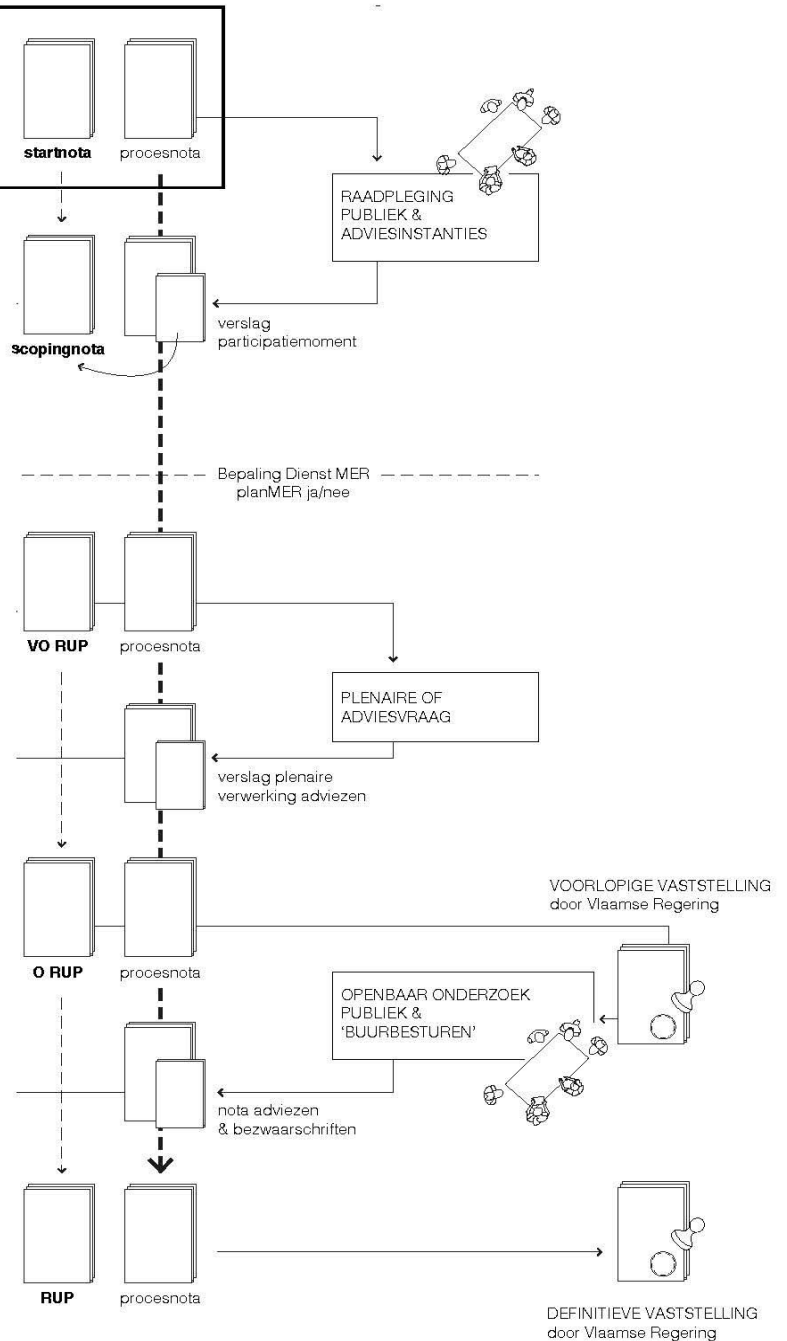 startnota
procesnota
RAADPLEGING
PUBLIEK &
ADVIESINSTANTIES
scopingnota
verslag
participatiemoment
Bepaling Dienst MER
planMER ja/nee
VO RUP
procesnota
PLENAIRE OF
ADVIESVRAAG
verslag plenaire
verwerking adviezen
VOORLOPIGE VASTSTELLING
door Vlaamse Regering
O RUP
procesnota
OPENBAAR ONDERZOEK
PUBLIEK &
‘BUURBESTUREN’
nota adviezen
& bezwaarschriften
RUP
procesnota
DEFINITIEVE VASTSTELLING
door Vlaamse Regering